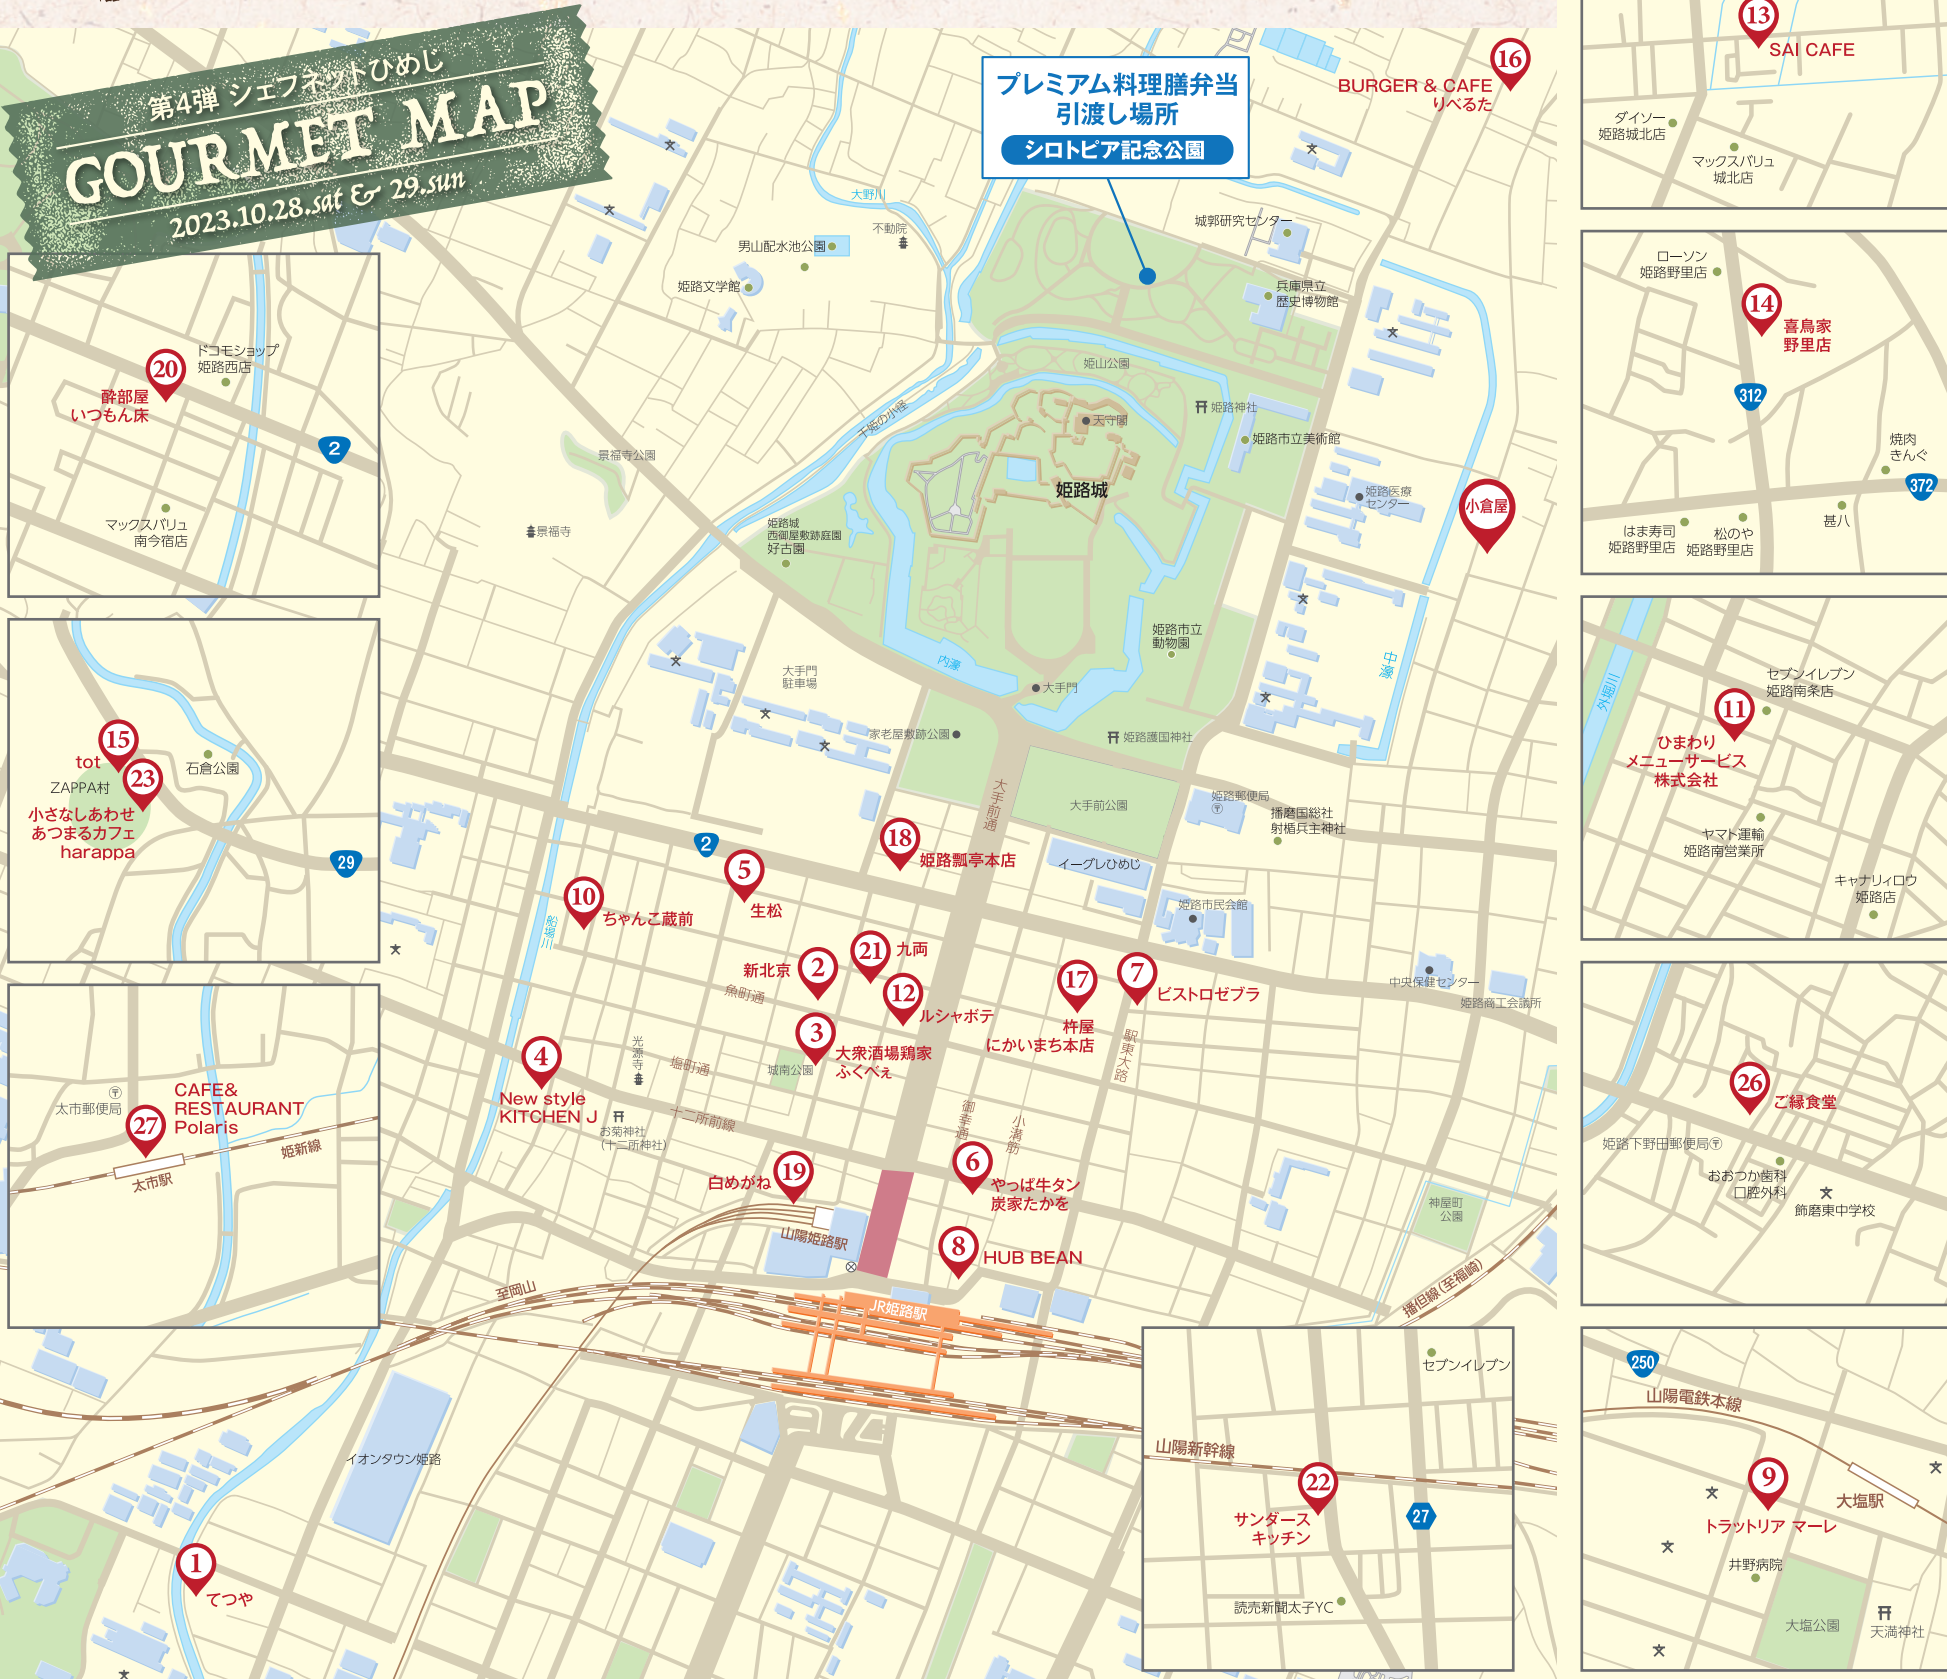 第4弾 シェフネットひめじ
GOURMET MAP
2023.10.28.sat & 29.sun
プレミアム料理膳弁当
引渡し場所
シロトピア記念公園
16
BURGER & CAFE
りべるた
13
SAI CAFE
ダイソー
姫路城北店
マックスバリュ
城北店
大野川
不動院
男山配水池公園
姫路文学館
城郭研究センター
兵庫県立
歴史博物館
姫山公園
千姫の小径
天守閣
姫路神社
姫路市立美術館
姫路城
景福寺公園
景福寺
姫路城
西御屋敷跡庭園
好古園
姫路医療
センター
小倉屋
姫路市立
動物園
内濠
中濠
大手門
大手門
駐車場
家老屋敷跡公園
姫路護国神社
大手前通
大手前公園
姫路郵便局
播磨国総社
射楯兵主神社
イーグレひめじ
姫路市民会館
中央保健センター
姫路商工会議所
ドコモショップ
姫路西店
20
酔部屋
いつもん床
2
マックスバリュ
南今宿店
15
tot
ZAPPA村
23
小さなしあわせ
あつまるカフェ
harappa
石倉公園
29
太市郵便局
27
CAFE&
RESTAURANT
Polaris
姫新線
太市駅
2
18
姫路瓢亭本店
5
生松
10
ちゃんこ蔵前
三蔵濠
新北京
2
21
九両
12
ルシャボテ
魚町通
3
大衆酒場鶏家
ふくべぇ
17
杵屋
にかいまち本店
7
ビストロゼブラ
駅東大路
4
New style
KITCHEN J
光源寺
塩町通
城南公園
お菊神社
(十二所神社)
十二所前線
御幸通
小溝筋
白めがね
19
6
やっぱ牛タン
炭家たかを
8
HUB BEAN
山陽姫路駅
JR姫路駅
至岡山
神屋町
公園
播但線(至福崎)
イオンタウン姫路
1
てつや
ローソン
姫路野里店
14
喜鳥家
野里店
312
焼肉
きんぐ
372
はま寿司
姫路野里店
松のや
姫路野里店
甚八
外堀川
セブンイレブン
姫路南条店
11
ひまわり
メニューサービス
株式会社
ヤマト運輸
姫路南営業所
キャナリィロウ
姫路店
26
ご縁食堂
姫路下野田郵便局
おおつか歯科
口腔外科
飾磨東中学校
セブンイレブン
山陽新幹線
22
サンダース
キッチン
27
読売新聞太子YC
250
山陽電鉄本線
9
トラットリア マーレ
大塩駅
井野病院
大塩公園
天満神社